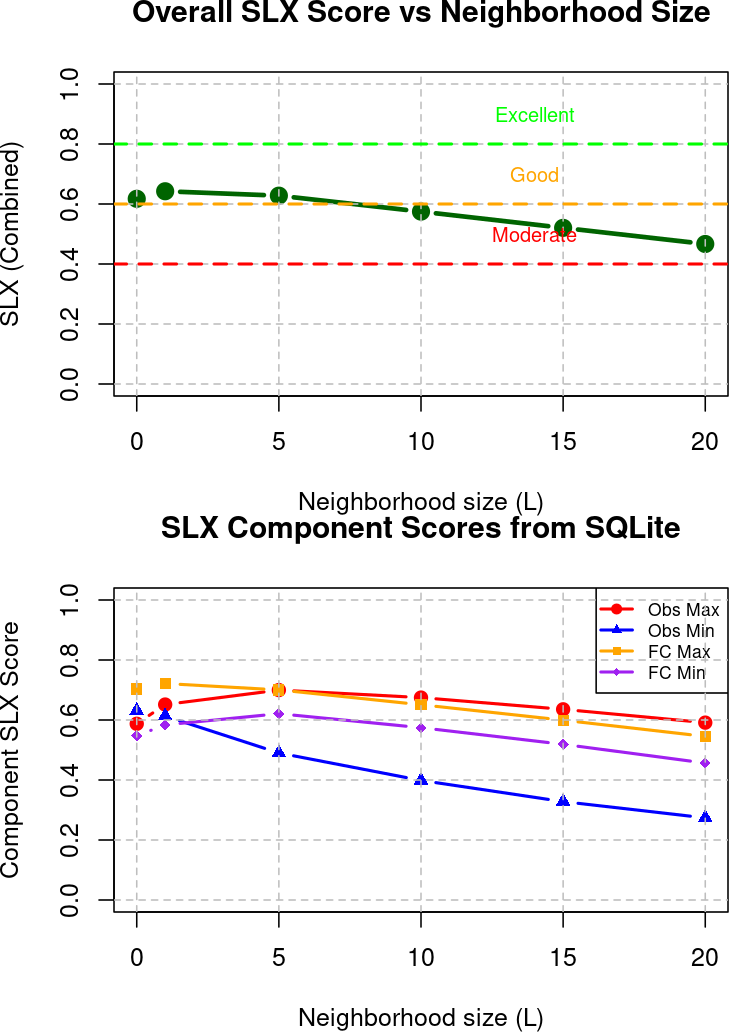 Overall SLX Score vs Neighborhood Size
SLX (Combined)
1.0
0.8
0.6
0.4
0.2
0.0
Excellent
Good
Moderate
0 5 10 15 20
Neighborhood size (L)
SLX Component Scores from SQLite
Component SLX Score
1.0
0.8
0.6
0.4
0.2
0.0
Obs Max
Obs Min
FC Max
FC Min
0 5 10 15 20
Neighborhood size (L)